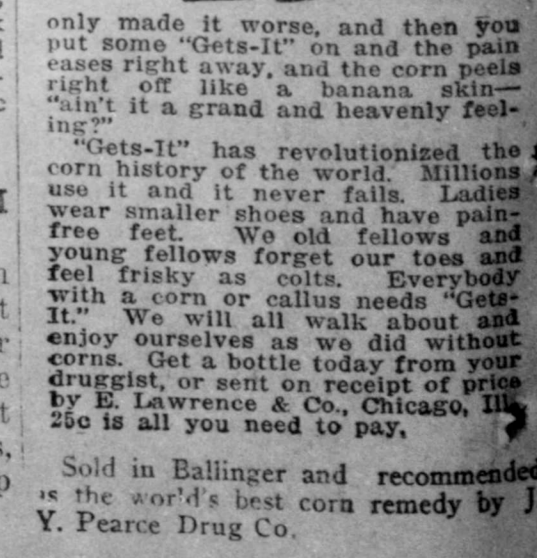 only made it worse, and then you
put some "Gets-It" on and the pain
eases right away, and the corn peels
right off like a banana skin—
"ain't it a grand and heavenly feel-
ing?"
"Gets-It" has revolutionized the
corn history of the world. Millions
use it and it never fails. Ladies
wear smaller shoes and have pain-
free feet. We old fellows and
young fellows forget our toes and
feel frisky as colts. Everybody
with a corn or callus needs "Gets-
It." We will all walk about and
enjoy ourselves as we did without
corns. Get a bottle today from your
druggist, or sent on receipt of price
by E. Lawrence & Co., Chicago, Ill.
25c is all you need to pay.
Sold in Ballinger and recommended
as the world's best corn remedy by J
Y. Pearce Drug Co.